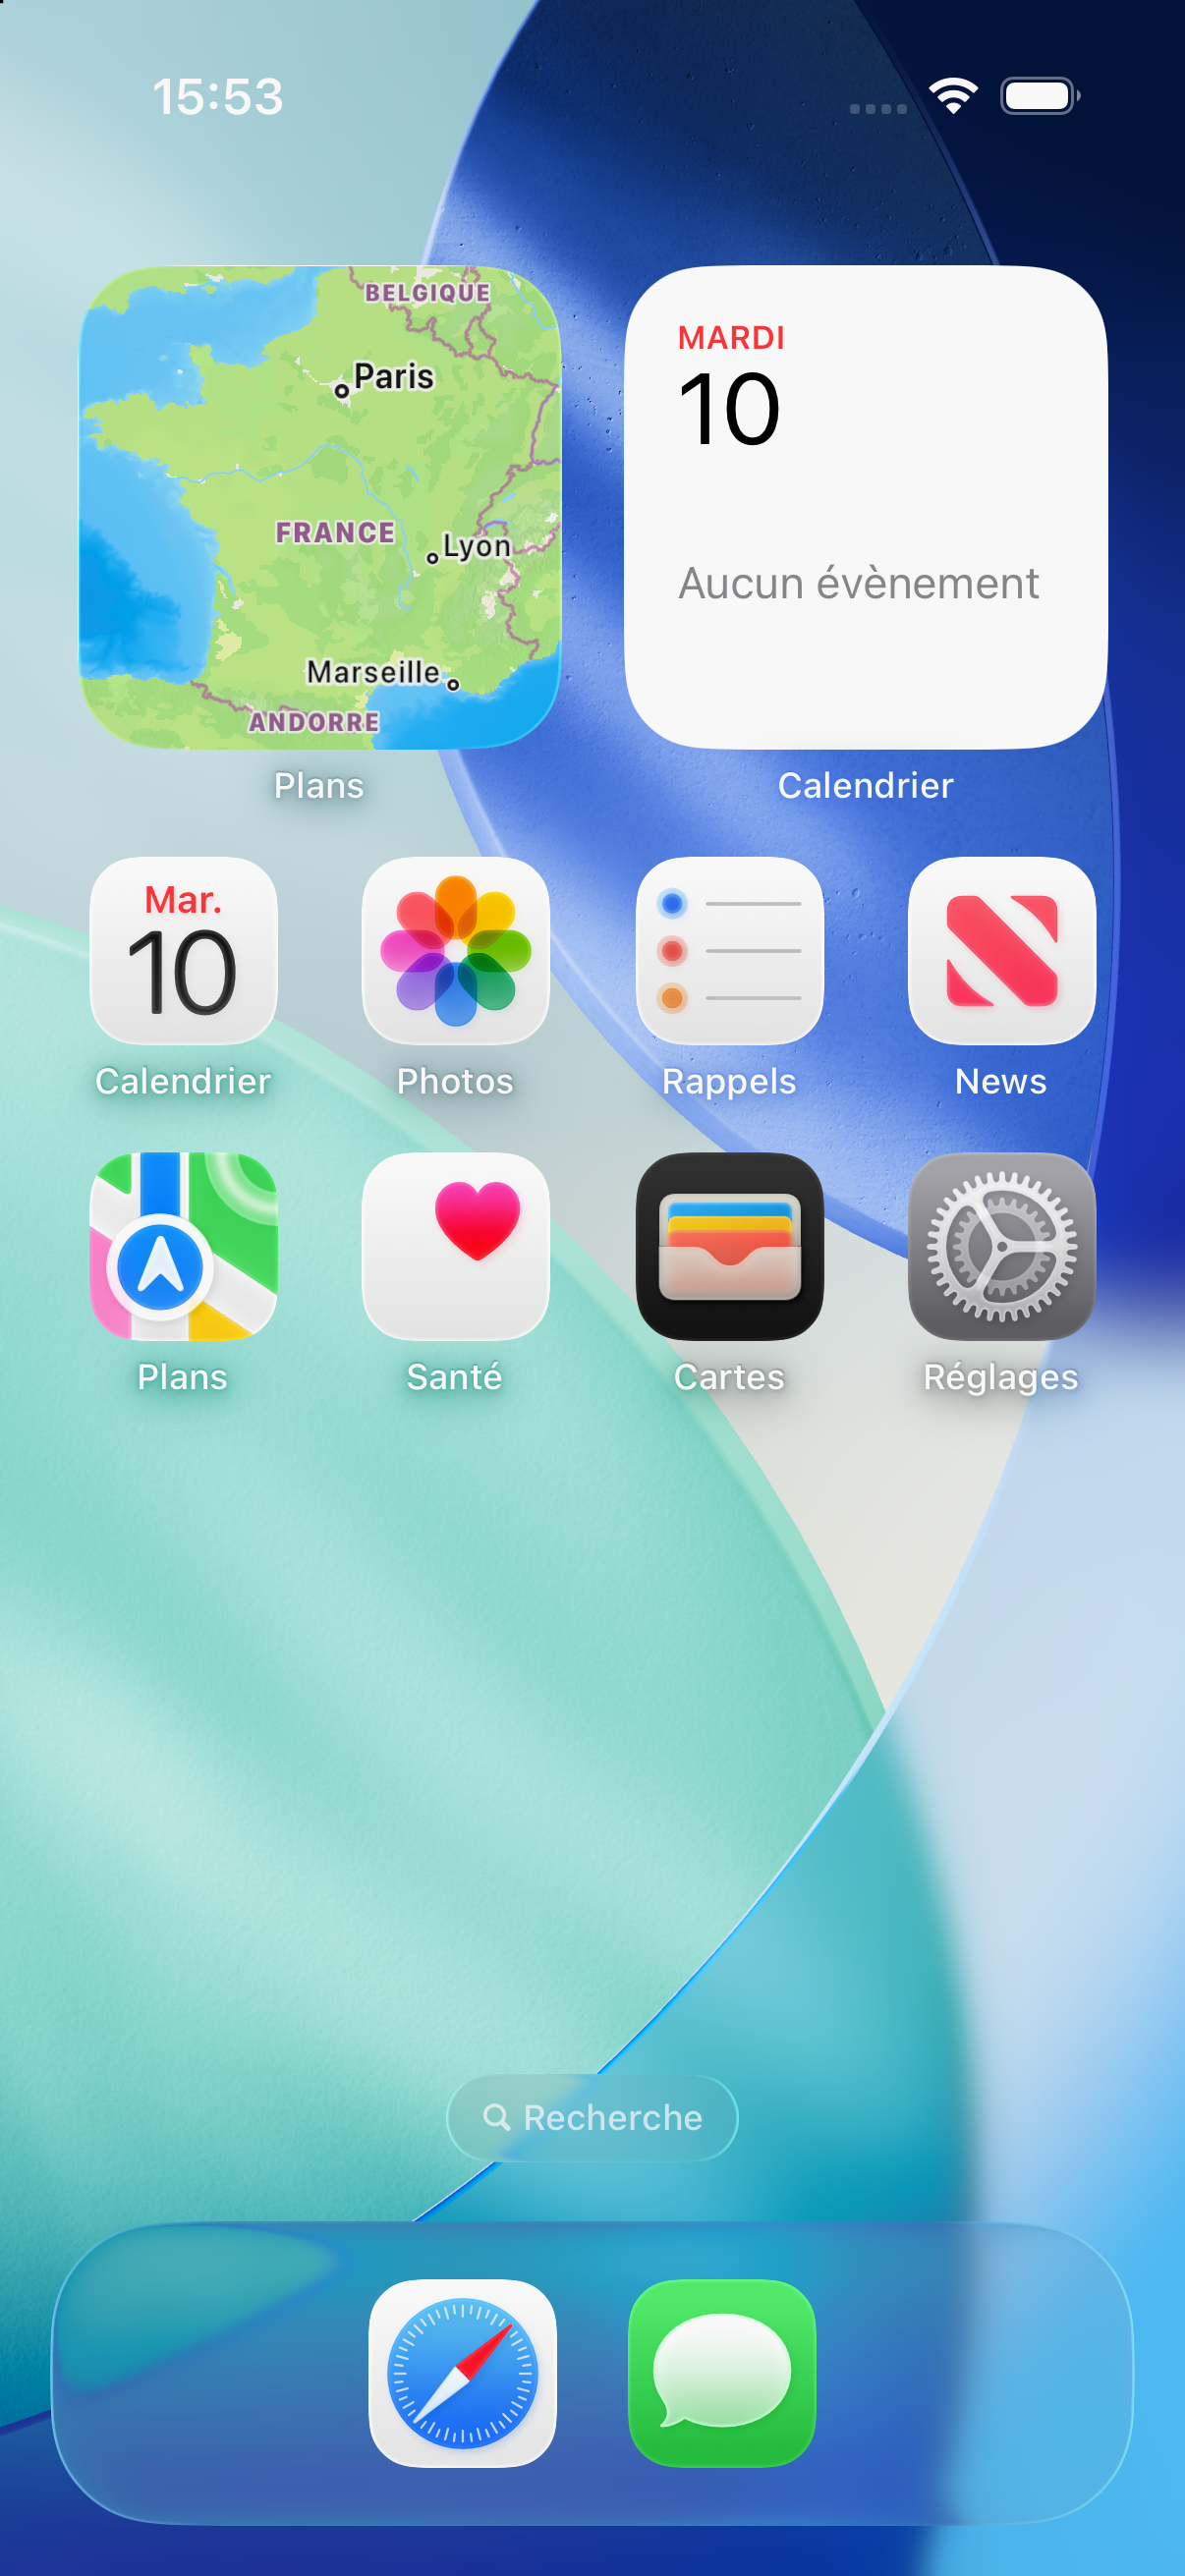 15:53
BELGIQUE
Paris
FRANCE
Lyon
Marseille
ANDORRE
MARDI
10
Aucun évènement
Plans
Calendrier
Mar.
10
Calendrier
Photos
Rappels
News
Plans
Santé
Cartes
Réglages
Recherche